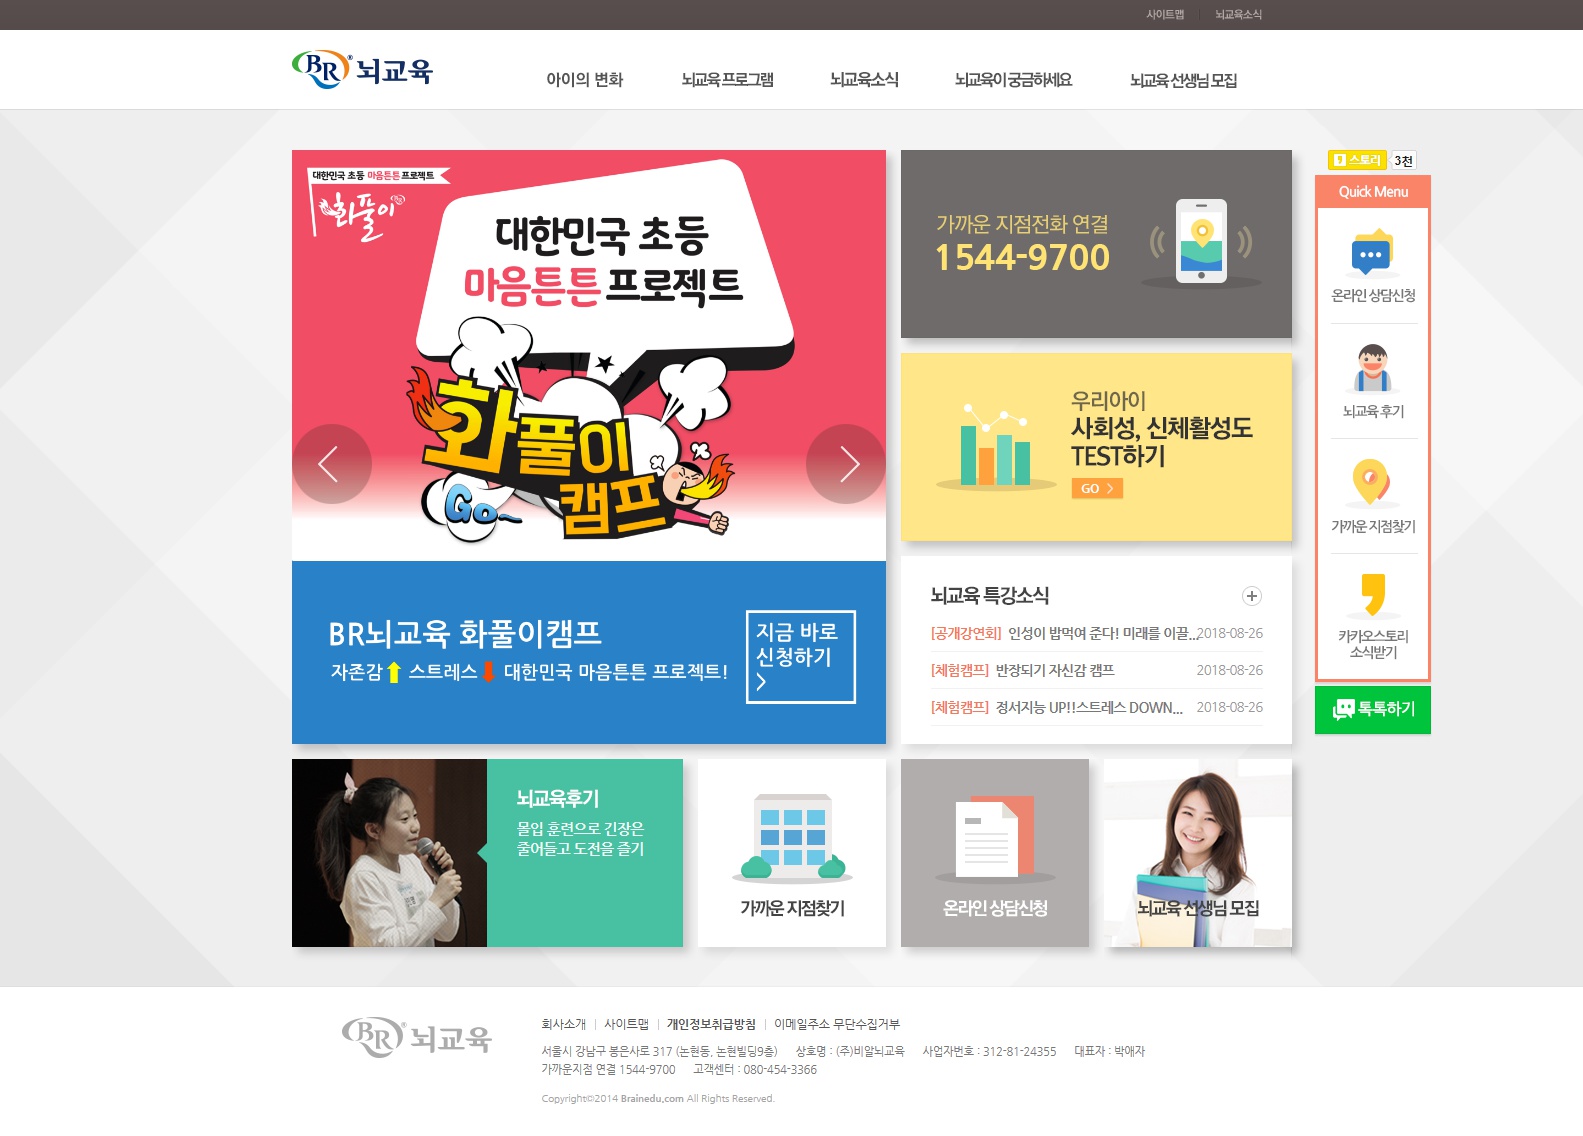 사이트맵
뇌교육소식
BR® 뇌교육
아이의 변화
뇌교육 프로그램
뇌교육소식
뇌교육이 궁금하세요
뇌교육 선생님 모집
대한민국 초등 마음튼튼 프로젝트
화풀이
대한민국 초등
마음튼튼 프로젝트
화풀이
Go~ 캠프
BR뇌교육 화풀이캠프
자존감 스트레스 대한민국 마음튼튼 프로젝트!
지금 바로
신청하기
>
가까운 지점전화 연결
1544-9700
우리아이
사회성, 신체활성도
TEST하기
GO >
뇌교육 특강소식
[공개강연회] 인성이 밥먹여 준다! 미래를 이끌... 2018-08-26
[체험캠프] 반장되기 자신감 캠프 2018-08-26
[체험캠프] 정서지능 UP!!스트레스 DOWN... 2018-08-26
스토리 3천
Quick Menu
온라인 상담신청
뇌교육 후기
가까운 지점찾기
카카오스토리
소식받기
톡톡하기
뇌교육후기
몰입 훈련으로 긴장은
줄어들고 도전을 즐기
가까운 지점찾기
온라인 상담신청
뇌교육 선생님 모집
BR® 뇌교육
회사소개 | 사이트맵 | 개인정보취급방침 | 이메일주소 무단수집거부
서울시 강남구 봉은사로 317 (논현동, 논현빌딩9층) 상호명 : (주)비알뇌교육 사업자번호 : 312-81-24355 대표자 : 박애자
가까운지점 연결 1544-9700 고객센터 : 080-454-3366
Copyright©2014 Brainedu.com All Rights Reserved.